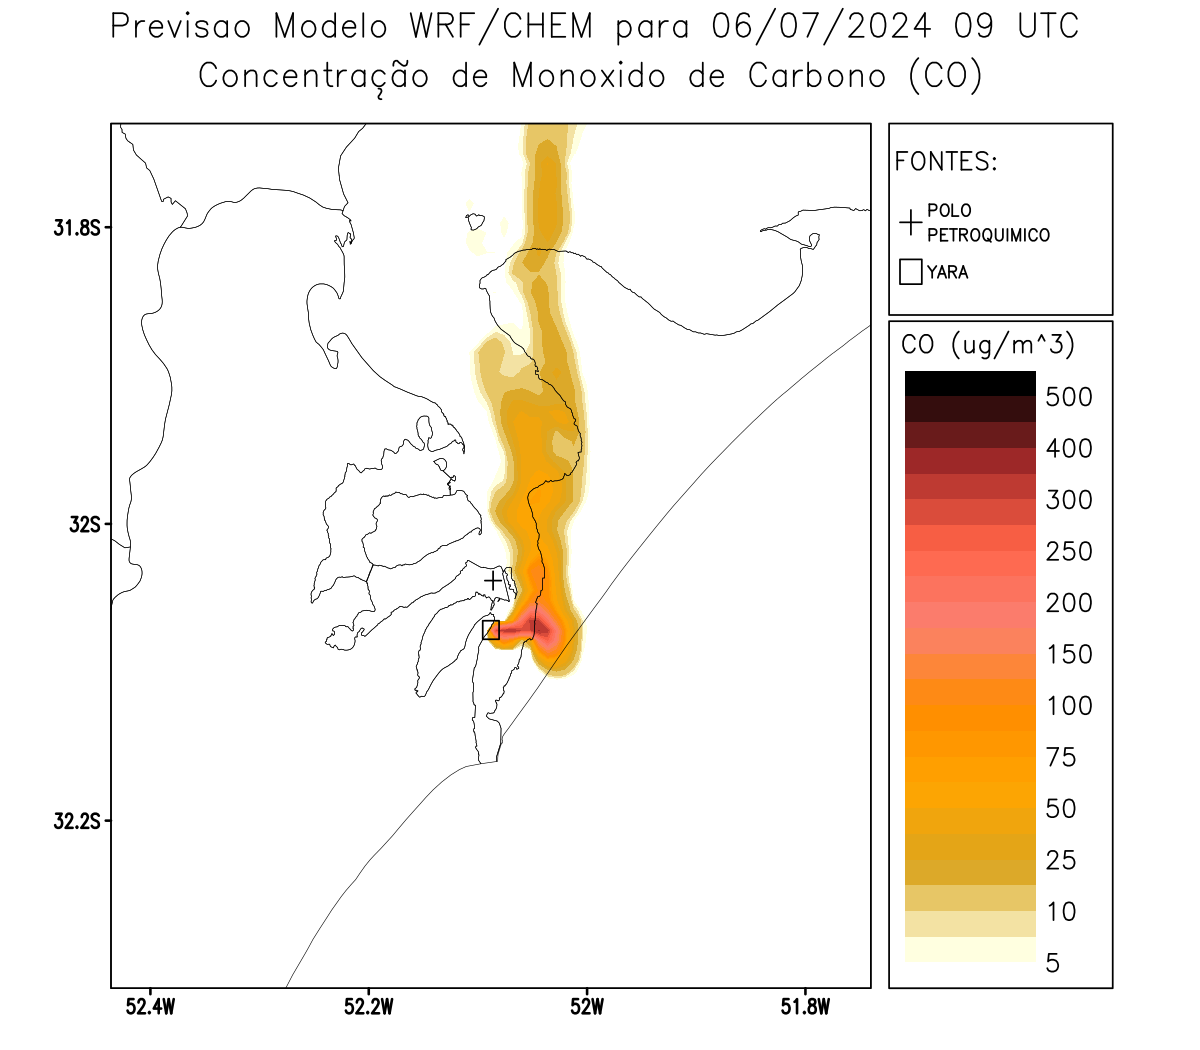 Previsao Modelo WRF/CHEM para 06/07/2024 09 UTC
Concentração de Monoxido de Carbono (CO)
FONTES:
POLO
PETROQUIMICO
YARA
CO (ug/m^3)
500
400
300
250
200
150
100
75
50
25
10
5
31.8S
32S
32.2S
52.4W
52.2W
52W
51.8W